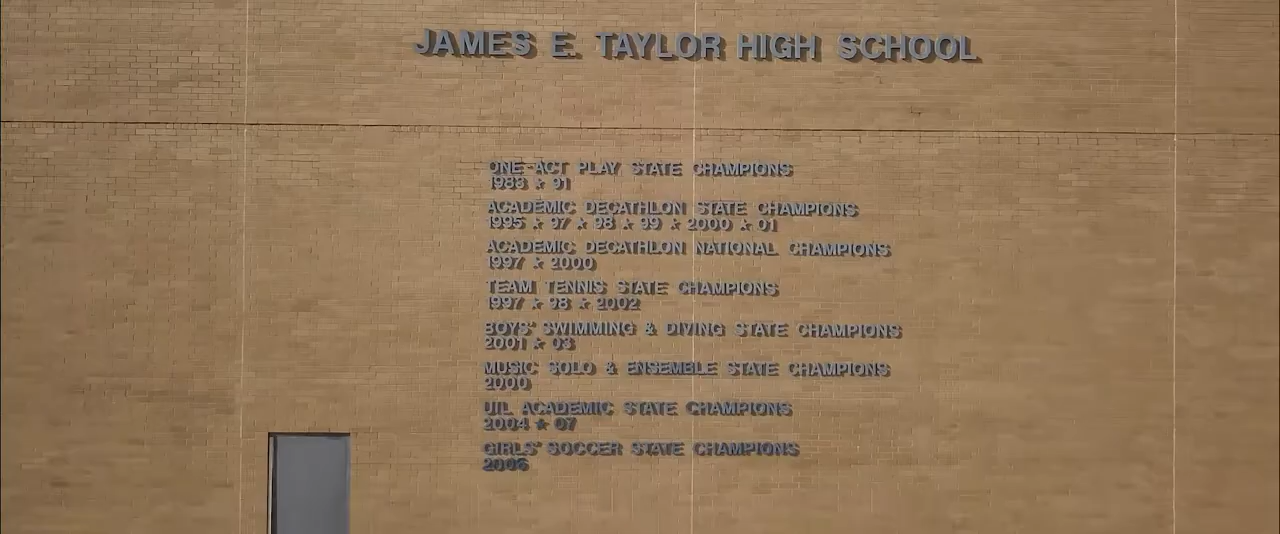 JAMES E. TAYLOR HIGH SCHOOL
ONE-ACT PLAY STATE CHAMPIONS
1983 ★ 91
ACADEMIC DECATHLON STATE CHAMPIONS
1995 ★ 97 ★ 98 ★ 99 ★ 2000 ★ 01
ACADEMIC DECATHLON NATIONAL CHAMPIONS
1997 ★ 2000
TEAM TENNIS STATE CHAMPIONS
1997 ★ 98 ★ 2002
BOYS' SWIMMING & DIVING STATE CHAMPIONS
2001 ★ 03
MUSIC SOLO & ENSEMBLE STATE CHAMPIONS
2000
UIL ACADEMIC STATE CHAMPIONS
2004 ★ 07
GIRLS' SOCCER STATE CHAMPIONS
2006